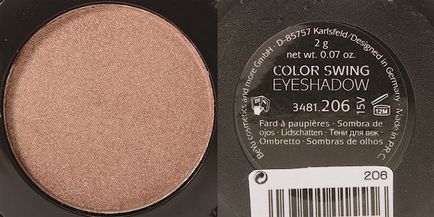 BeYu cosmetics and more GmbH - D-85757 Karlsfeld/Designed in Germany
Made in P.R.C
2 g
net wt. 0.07 oz.
COLOR SWING
EYESHADOW
3481.206
15V
12M
Fard à paupières - Sombra de
ojos - Lidschatten - Тени для век -
Ombretto - Sombras de olhos
206